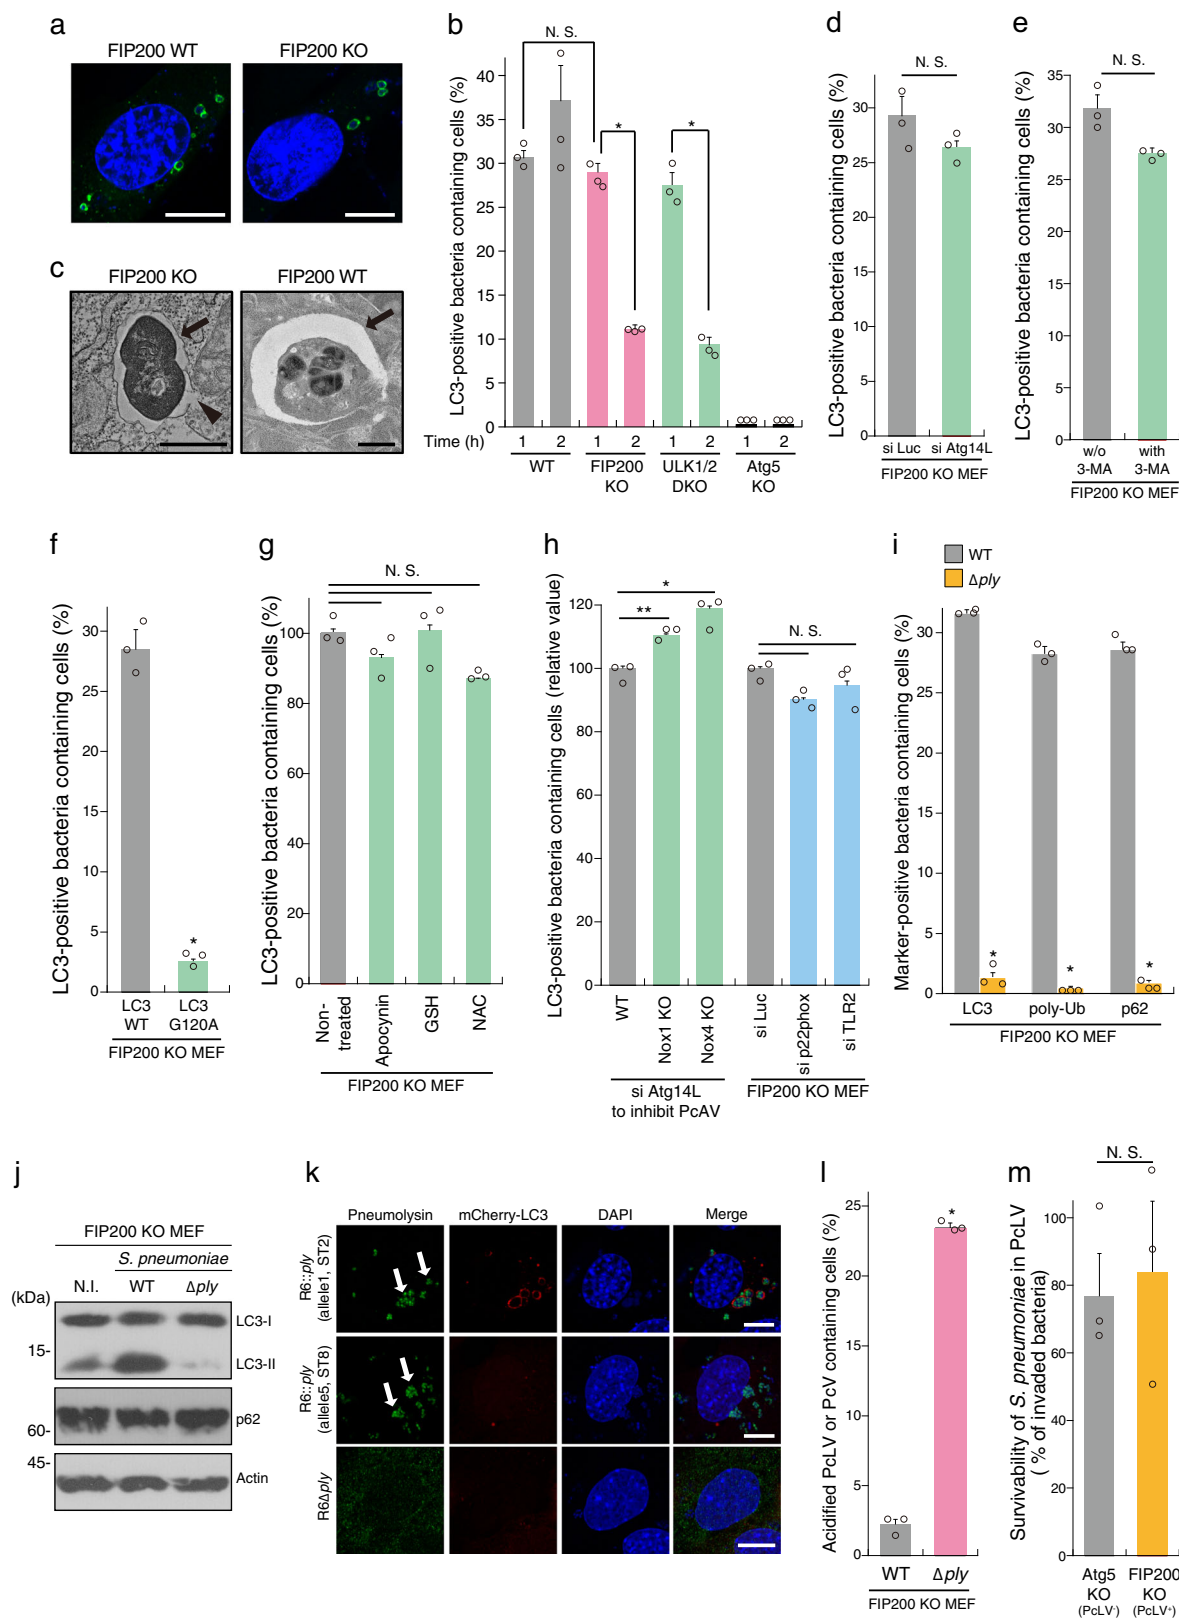 a
FIP200 WT
FIP200 KO
b
LC3-positive bacteria containing cells (%)
N. S.
*
*
40
35
30
25
20
15
10
5
0
Time (h)
1
2
1
2
1
2
1
2
WT
FIP200
KO
ULK1/2
DKO
Atg5
KO
c
FIP200 KO
FIP200 WT
d
LC3-positive bacteria containing cells (%)
N. S.
30
25
20
15
10
5
0
si Luc
si Atg14L
FIP200 KO MEF
e
LC3-positive bacteria containing cells (%)
N. S.
35
30
25
20
15
10
5
0
w/o
3-MA
with
3-MA
FIP200 KO MEF
f
LC3-positive bacteria containing cells (%)
30
25
20
15
10
5
0
*
LC3
WT
LC3
G120A
FIP200 KO MEF
g
LC3-positive bacteria containing cells (%)
N. S.
100
80
60
40
20
0
Non-
treated
Apocynin
GSH
NAC
FIP200 KO MEF
h
LC3-positive bacteria containing cells (relative value)
*
**
N. S.
120
100
80
60
40
20
0
WT
Nox1 KO
Nox4 KO
si Luc
si p22phox
si TLR2
si Atg14L
to inhibit PcAV
FIP200 KO MEF
i
WT
Δply
Marker-positive bacteria containing cells (%)
30
25
20
15
10
5
0
*
*
*
LC3
poly-Ub
p62
FIP200 KO MEF
j
FIP200 KO MEF
S. pneumoniae
N.I.
WT
Δply
(kDa)
LC3-I
15-
LC3-II
p62
60-
45-
Actin
k
Pneumolysin
mCherry-LC3
DAPI
Merge
R6::ply
(allele1, ST2)
R6::ply
(allele5, ST8)
R6Δply
l
Acidified PcLV or PcV containing cells (%)
25
20
15
10
5
0
*
WT
Δply
FIP200 KO MEF
m
Survivability of S. pneumoniae in PcLV
( % of invaded bacteria)
N. S.
100
80
60
40
20
0
Atg5
KO
(PcLV-)
FIP200
KO
(PcLV+)